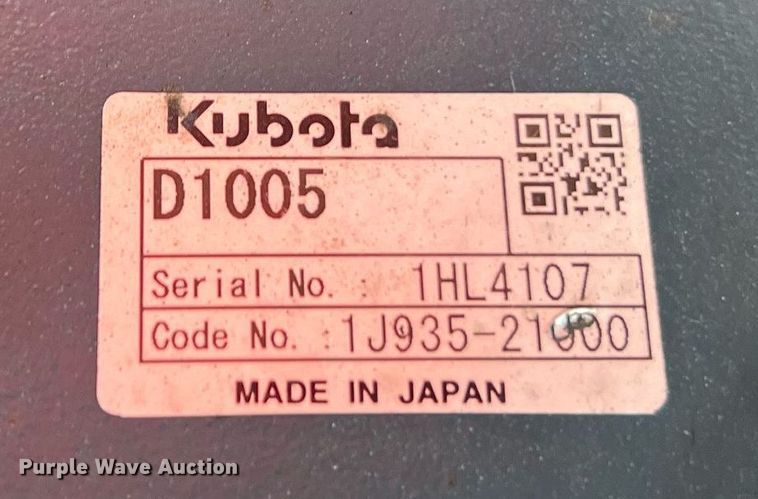 Kubota
D1005
Serial No. : 1HL4107
Code No. : 1J935-21000
MADE IN JAPAN
Purple Wave Auction